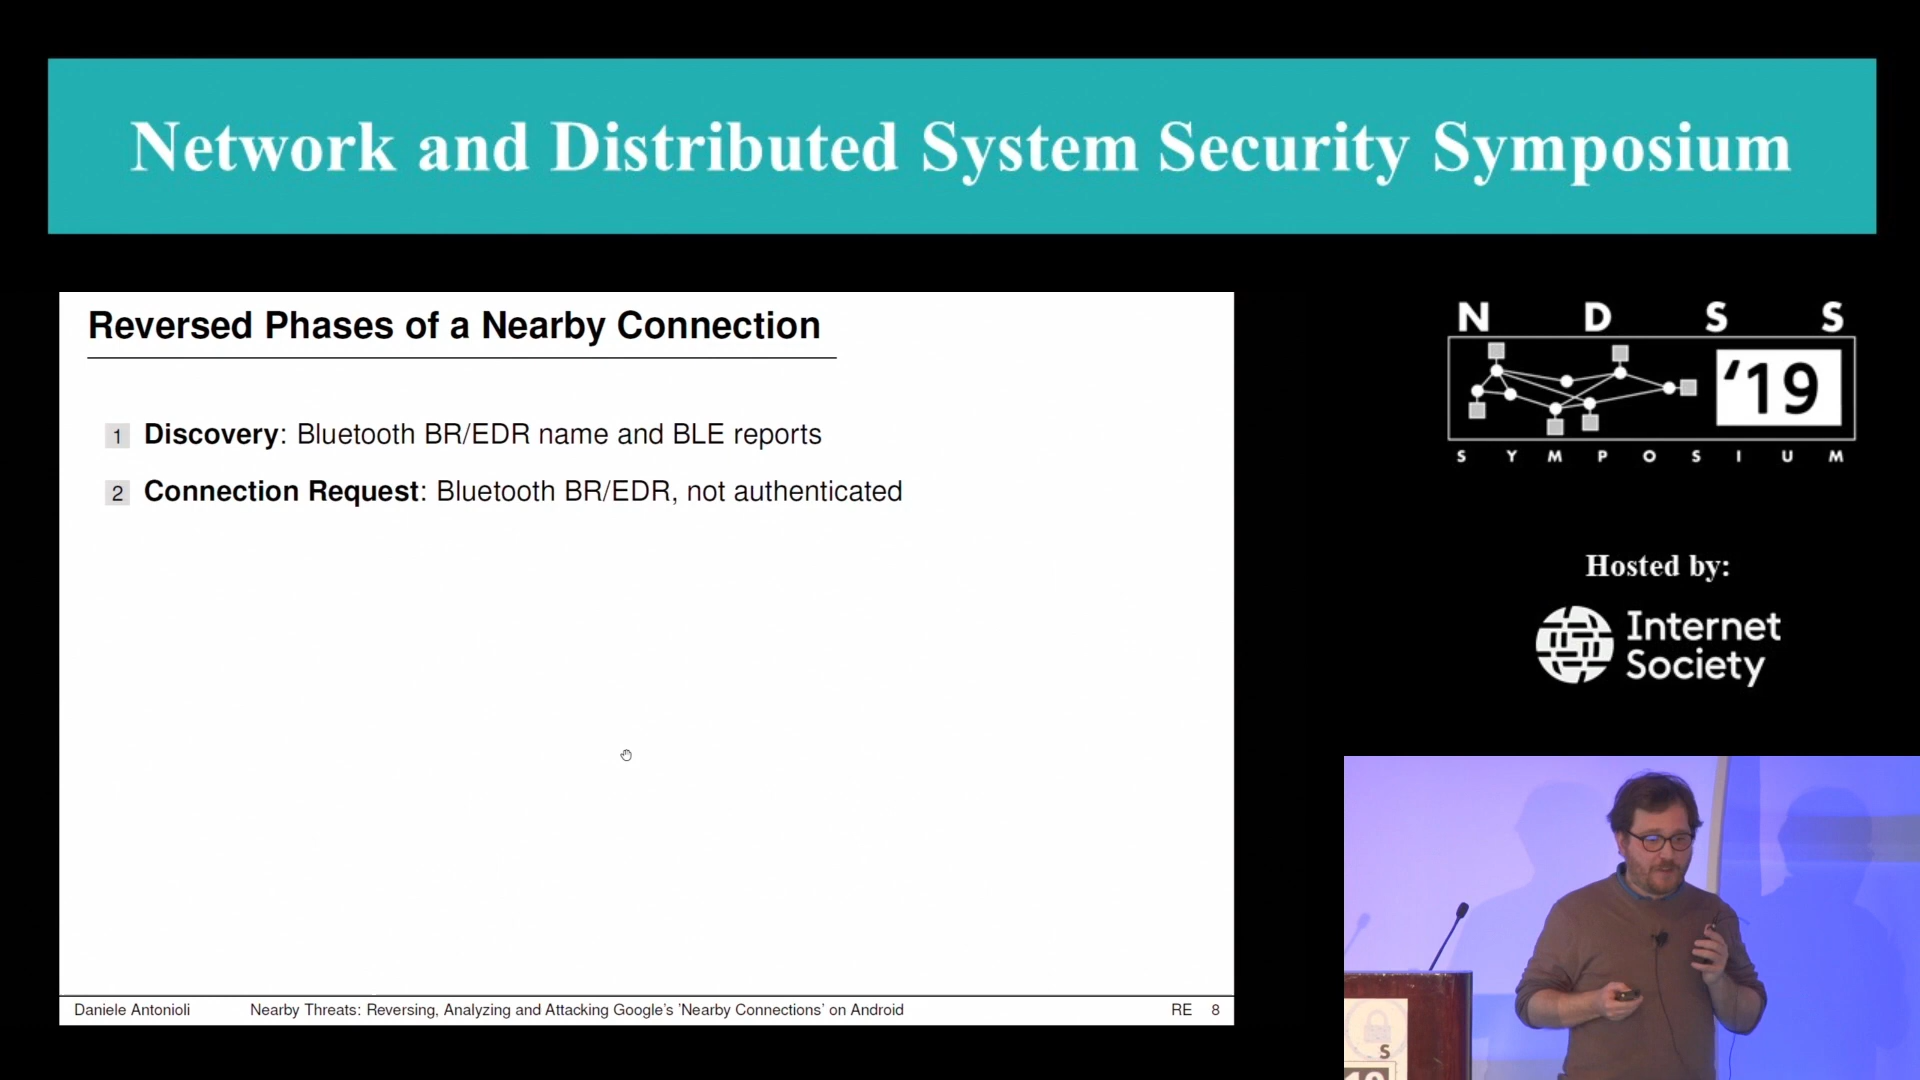 Network and Distributed System Security Symposium
Reversed Phases of a Nearby Connection
1 Discovery: Bluetooth BR/EDR name and BLE reports
2 Connection Request: Bluetooth BR/EDR, not authenticated
Daniele Antonioli Nearby Threats: Reversing, Analyzing and Attacking Google's 'Nearby Connections' on Android RE 8
N D S S
'19
S Y M P O S I U M
Hosted by:
Internet
Society
S
19